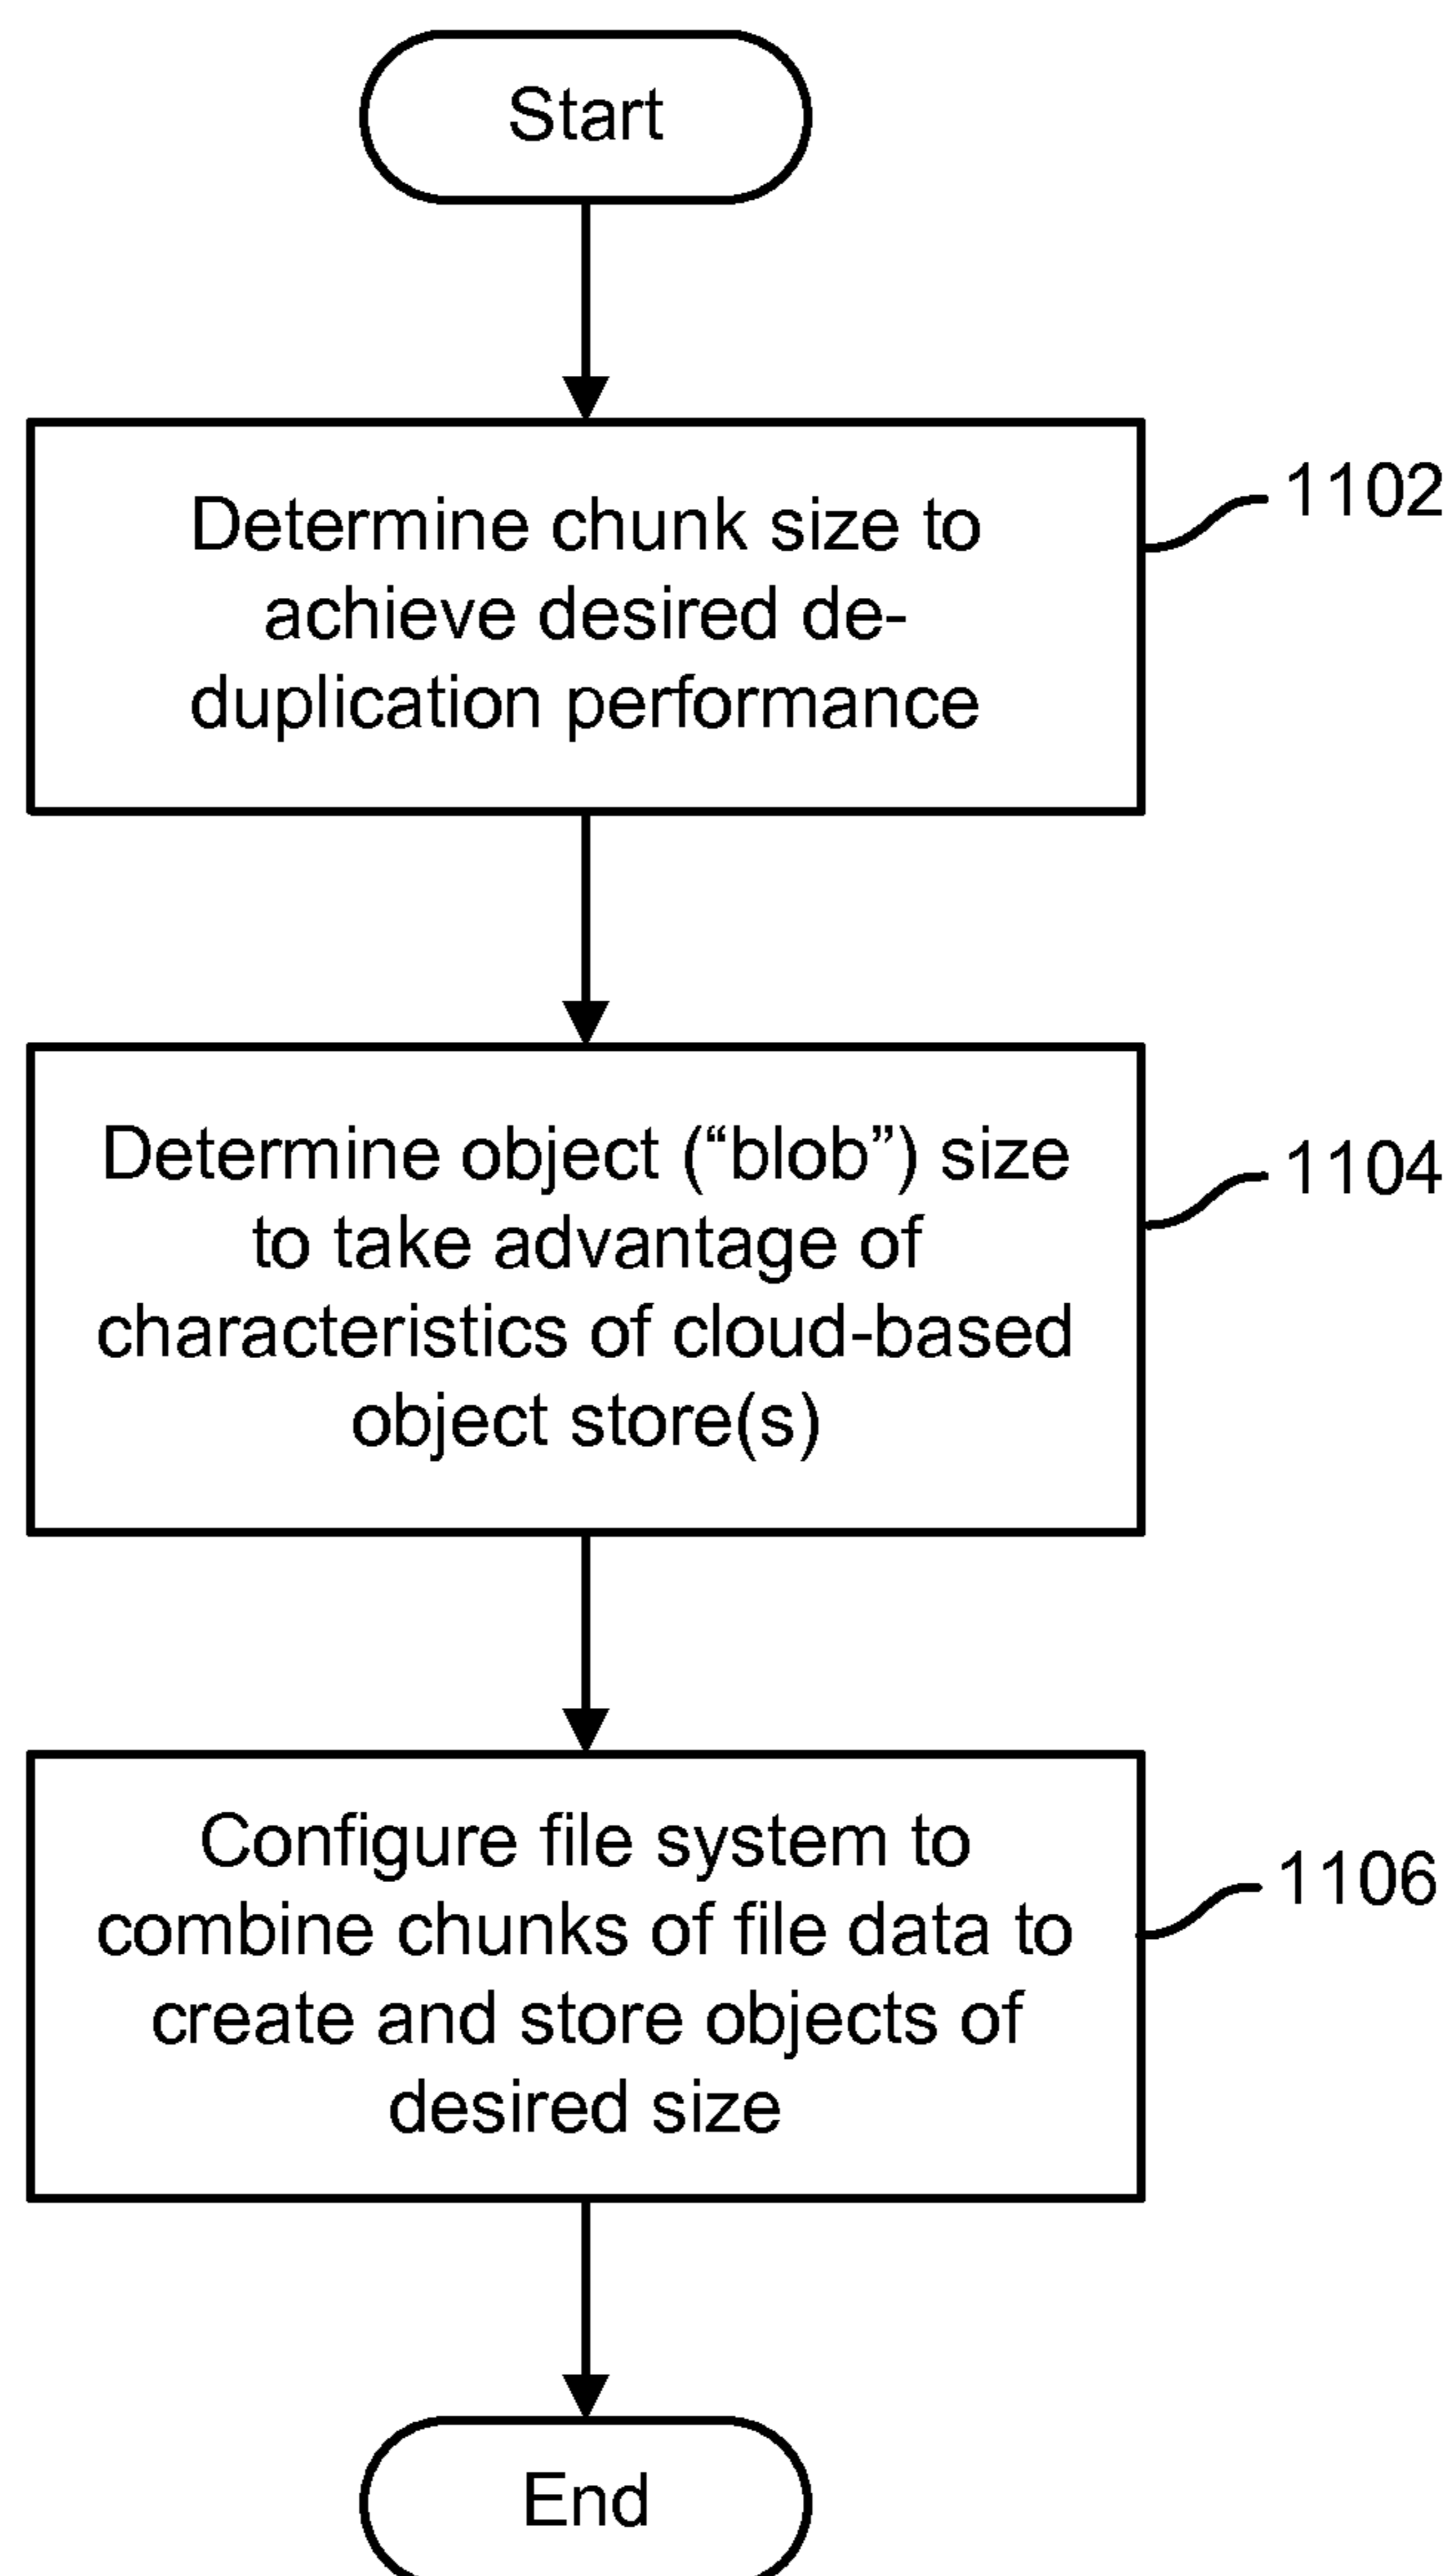 Start
Determine chunk size to
achieve desired de-
duplication performance
1102
Determine object (“blob”) size
to take advantage of
characteristics of cloud-based
object store(s)
1104
Configure file system to
combine chunks of file data to
create and store objects of
desired size
1106
End